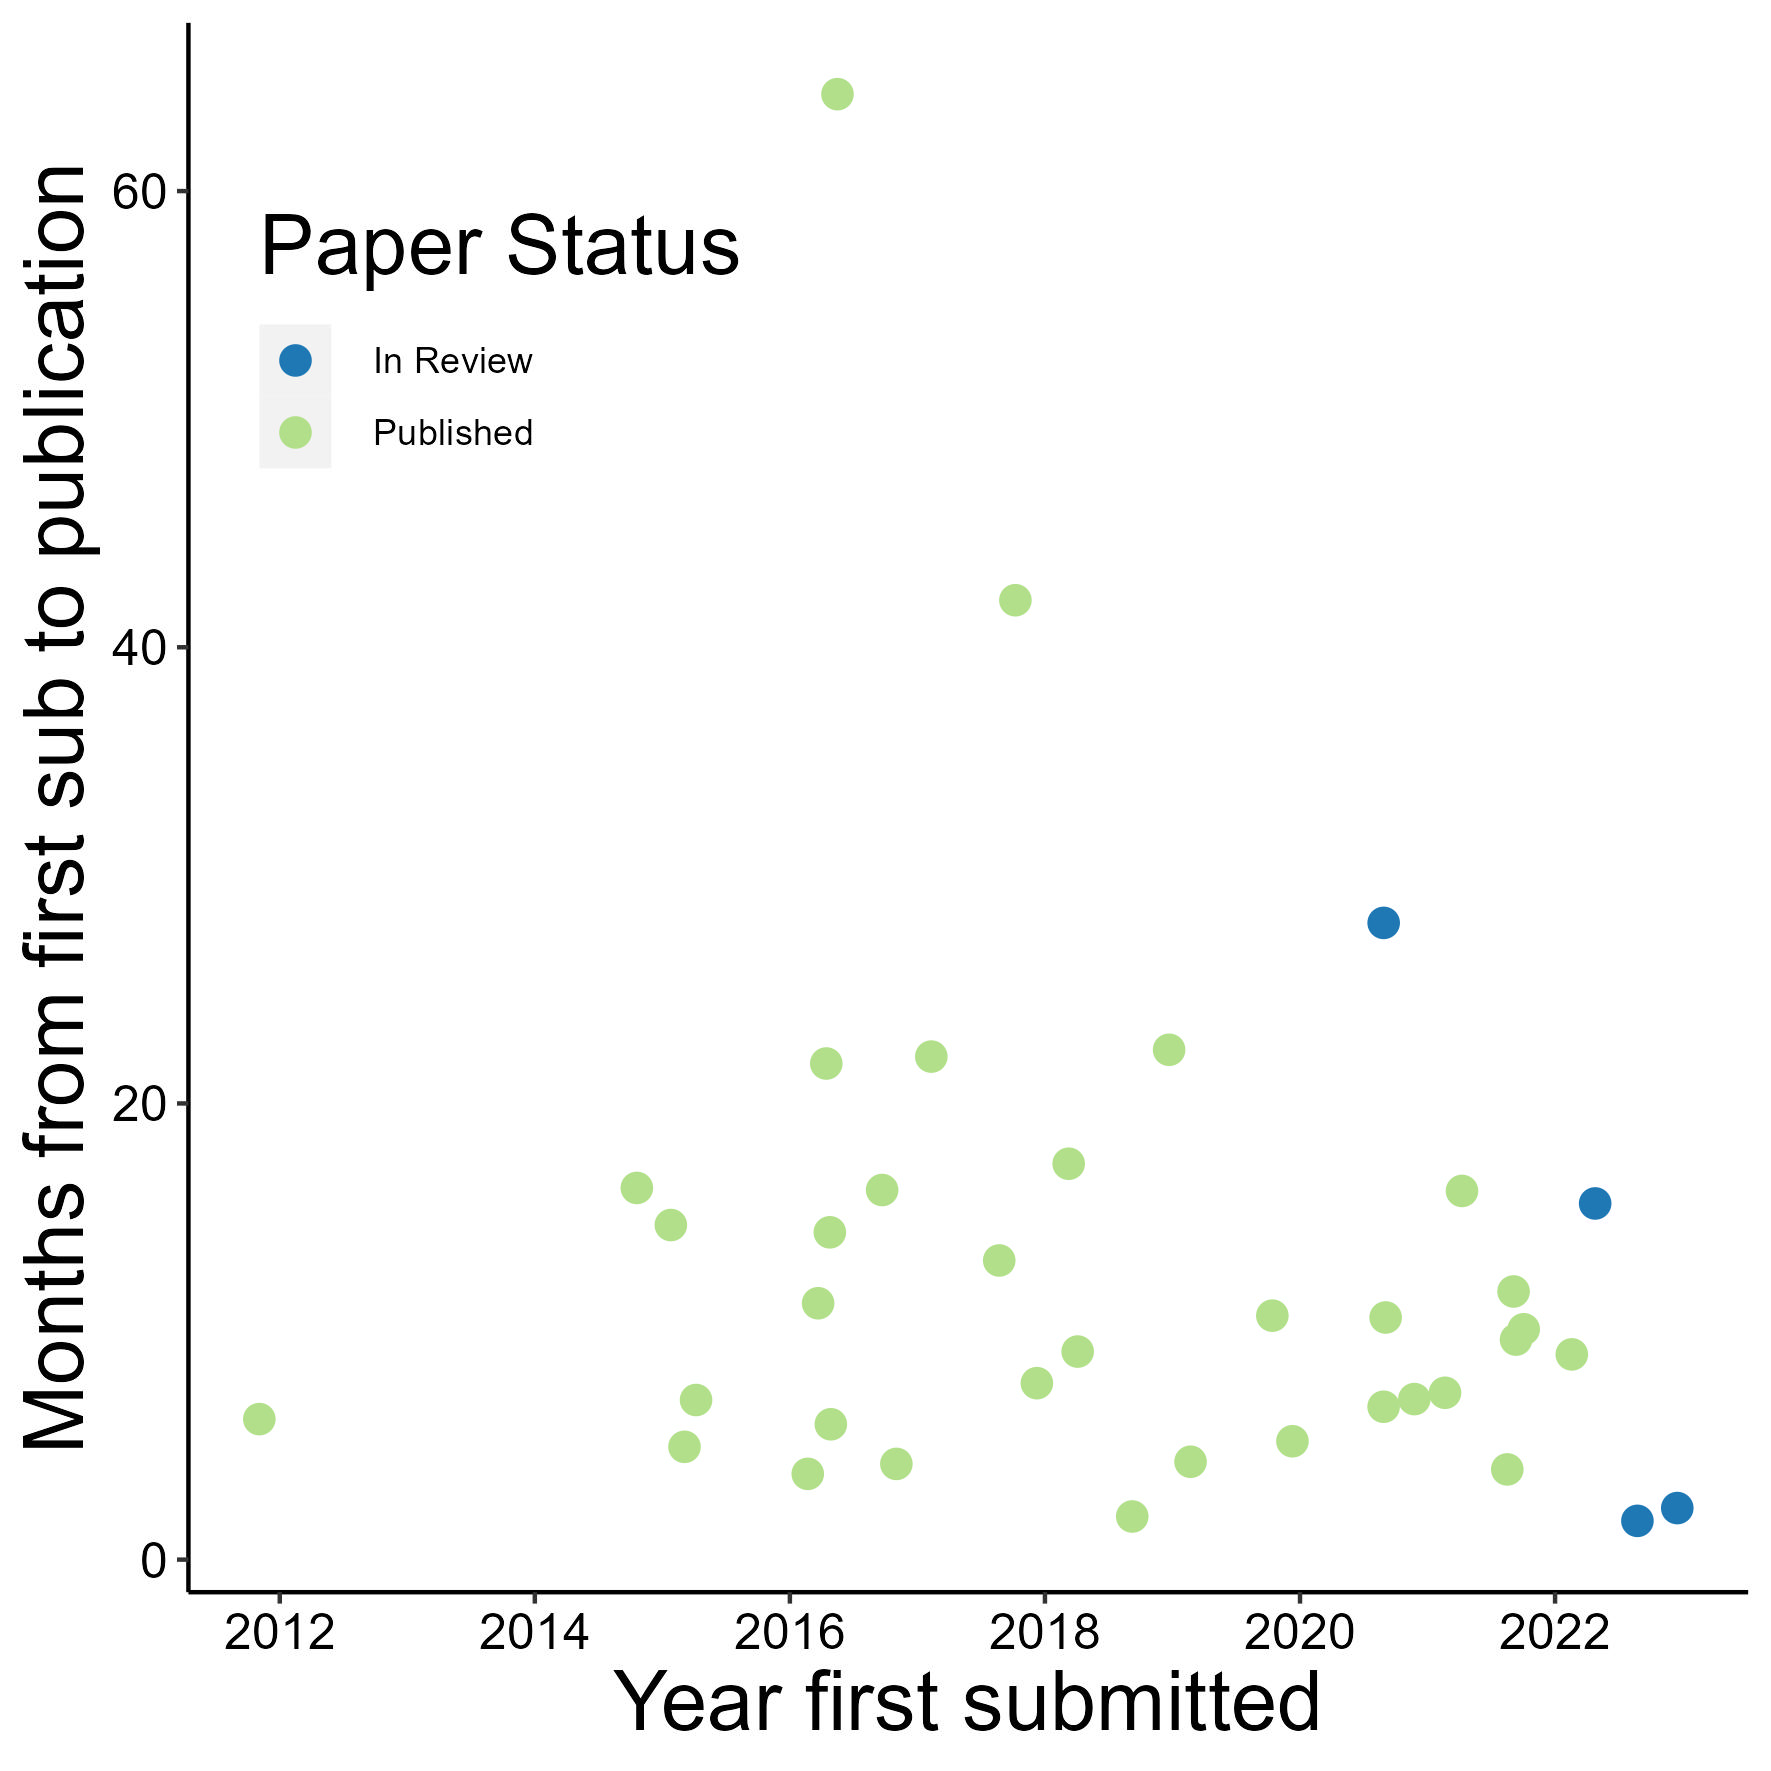 Months from first sub to publication
60
40
20
0
Paper Status
In Review
Published
2012 2014 2016 2018 2020 2022
Year first submitted